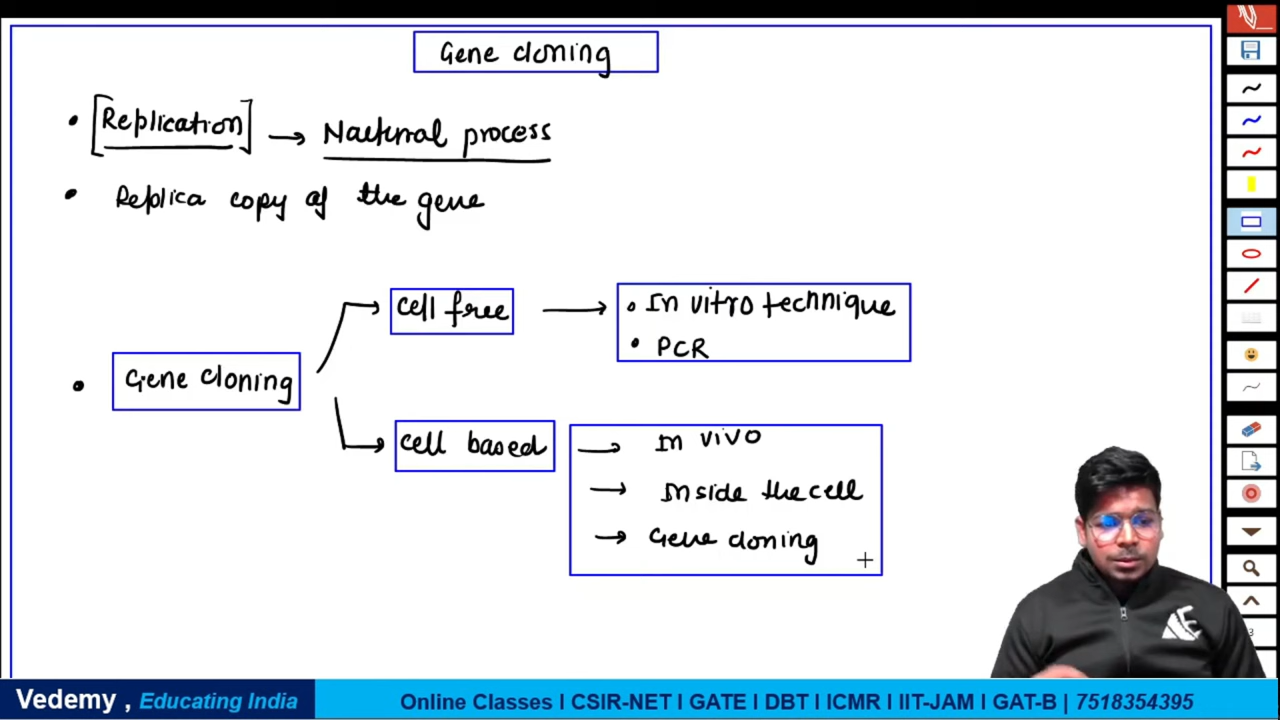 Gene cloning
• [Replication] → Natural process
• Replica copy of the gene
cell free → • In vitro technique
• PCR
• Gene cloning
cell based → In vivo
→ Inside the cell
→ Gene cloning
Vedemy , Educating India
Online Classes I CSIR-NET I GATE I DBT I ICMR I IIT-JAM I GAT-B | 7518354395